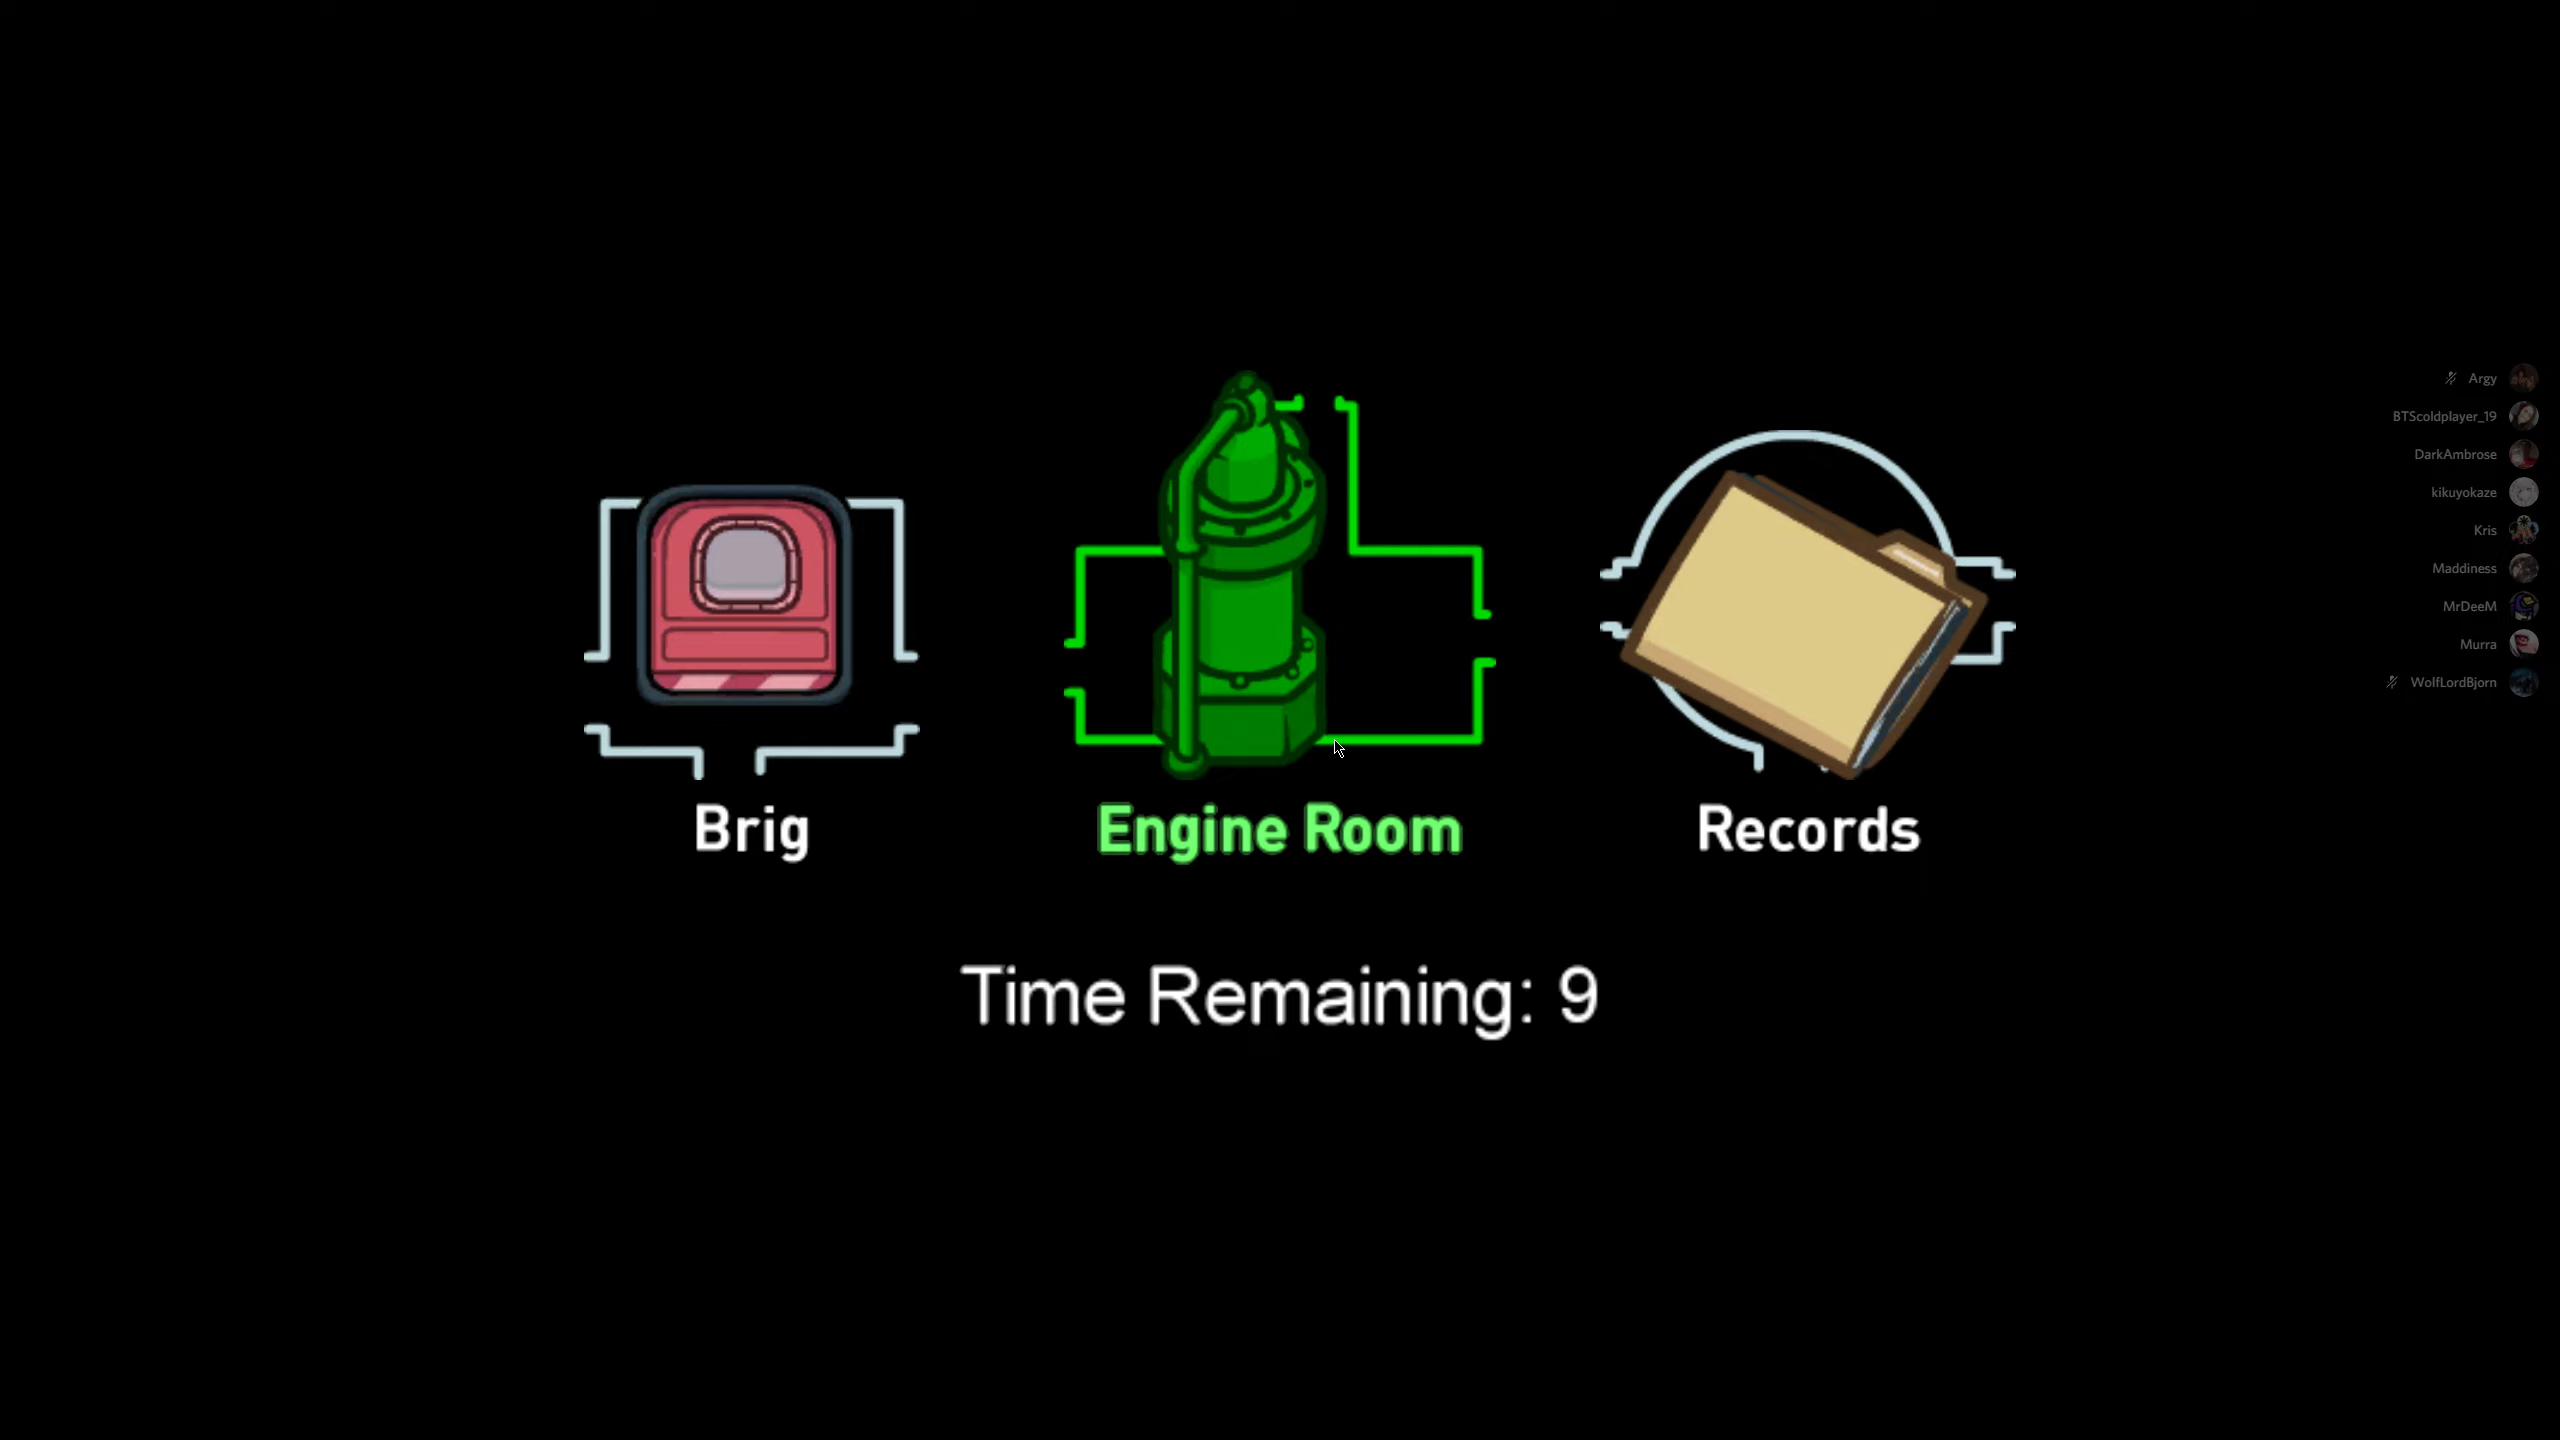 Argy
BTScoldplayer_19
DarkAmbrose
kikuyokaze
Kris
Maddiness
MrDeeM
Murra
WolfLordBjorn
Brig
Engine Room
Records
Time Remaining: 9